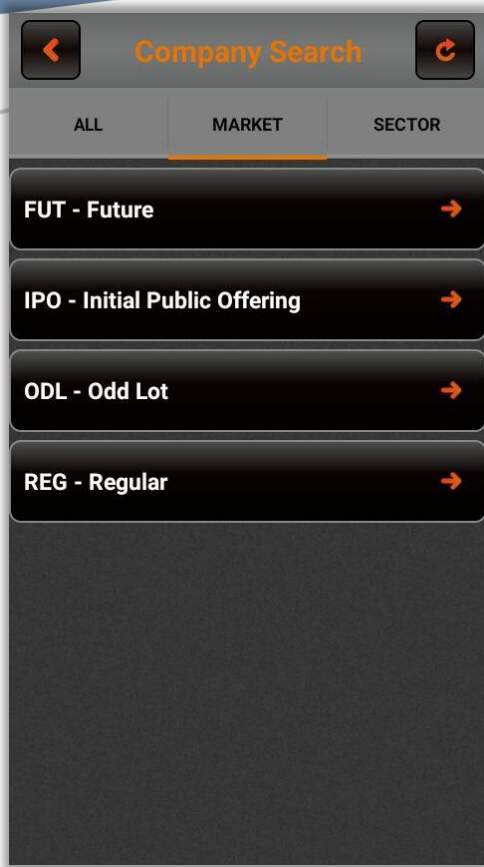 Company Search
ALL MARKET SECTOR
FUT - Future
IPO - Initial Public Offering
ODL - Odd Lot
REG - Regular